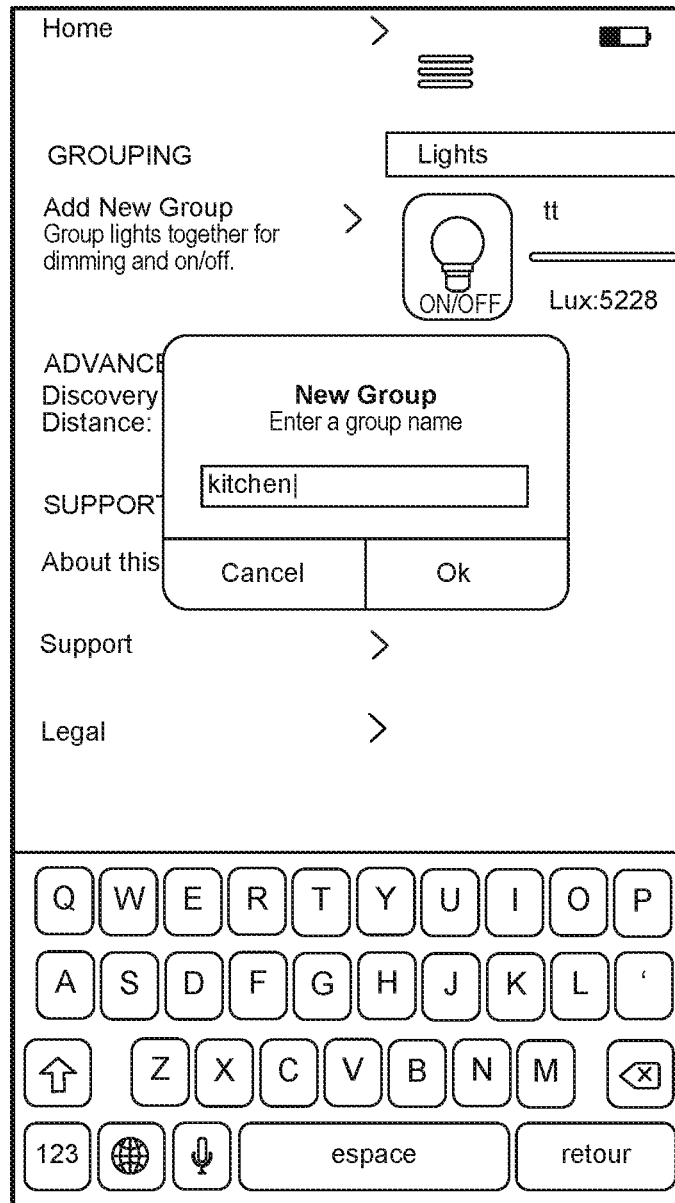 Home
GROUPING
Lights
Add New Group
Group lights together for
dimming and on/off.
tt
ON/OFF
Lux:5228
ADVANCE
Discovery
Distance:
New Group
Enter a group name
kitchen
SUPPORT
About this
Cancel
Ok
Support
Legal
Q W E R T Y U I O P
A S D F G H J K L ‘
Z X C V B N M
123
espace
retour